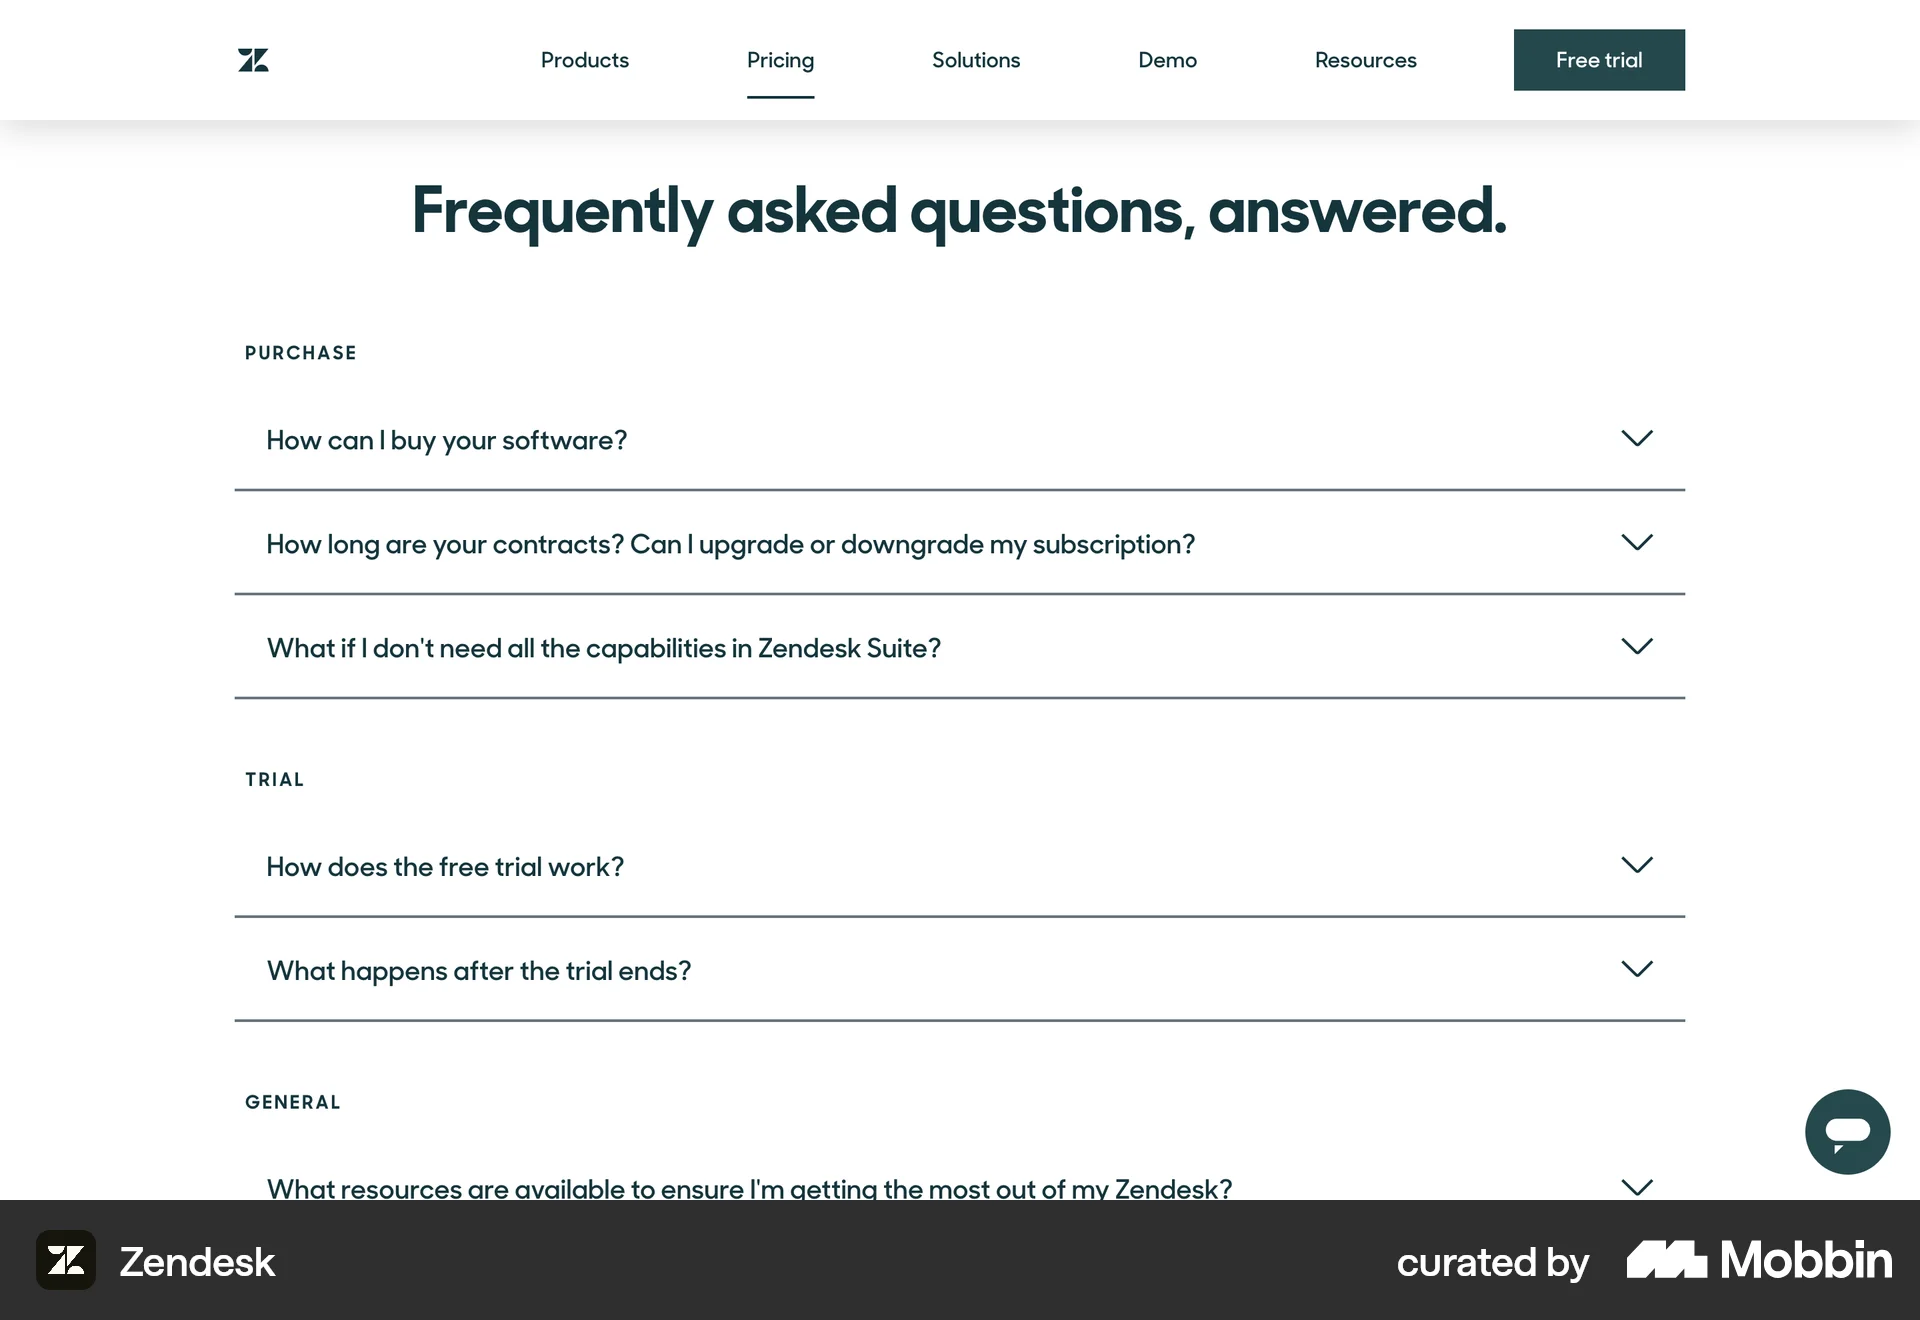 Products
Pricing
Solutions
Demo
Resources
Free trial
Frequently asked questions, answered.
PURCHASE
How can I buy your software?
How long are your contracts? Can I upgrade or downgrade my subscription?
What if I don't need all the capabilities in Zendesk Suite?
TRIAL
How does the free trial work?
What happens after the trial ends?
GENERAL
What resources are available to ensure I'm getting the most out of my Zendesk?
Zendesk
curated by Mobbin